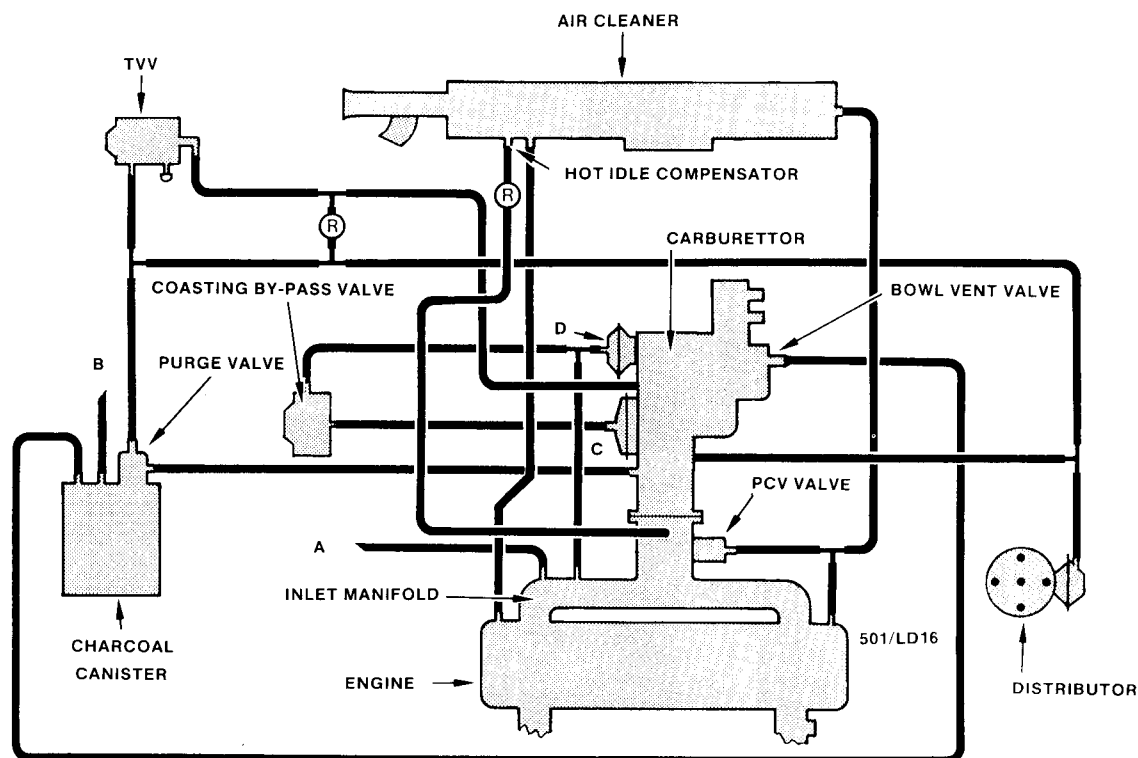 AIR CLEANER
TVV
HOT IDLE COMPENSATOR
R
R
CARBURETTOR
COASTING BY-PASS VALVE
BOWL VENT VALVE
D
B
PURGE VALVE
C
PCV VALVE
A
INLET MANIFOLD
501/LD16
CHARCOAL
CANISTER
ENGINE
DISTRIBUTOR